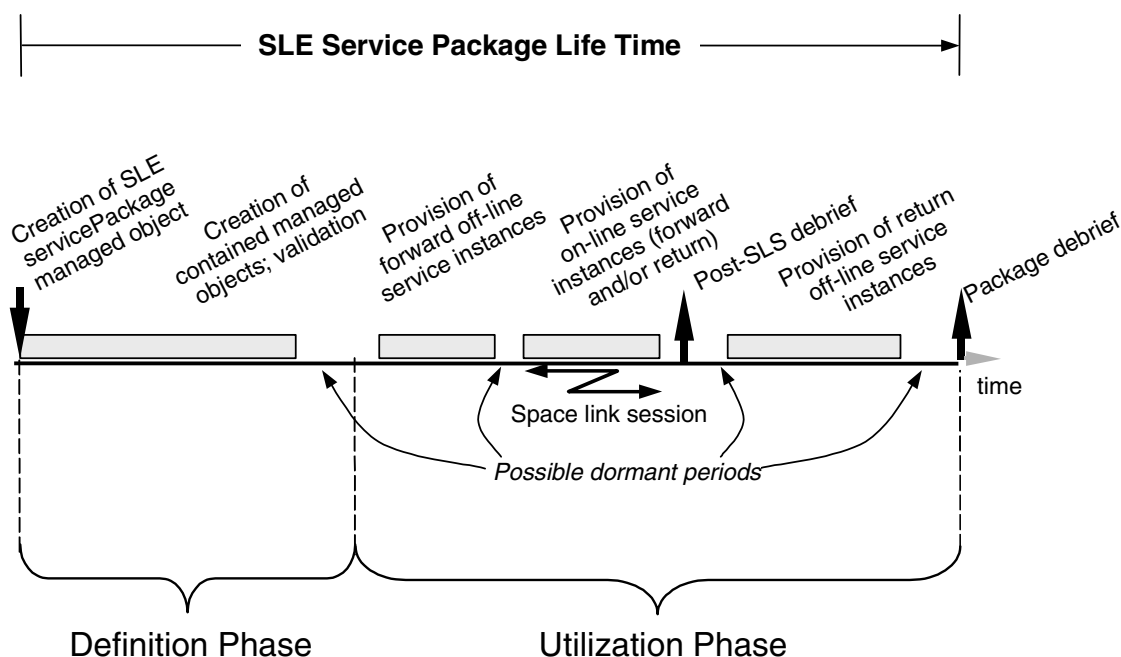 SLE Service Package Life Time
Creation of SLE
servicePackage
managed object
Creation of
contained managed
objects; validation
Provision of
forward off-line
service instances
Provision of
on-line service
instances (forward
and/or return)
Post-SLS debrief
Provision of return
off-line service
instances
Package debrief
time
Space link session
Possible dormant periods
Definition Phase
Utilization Phase